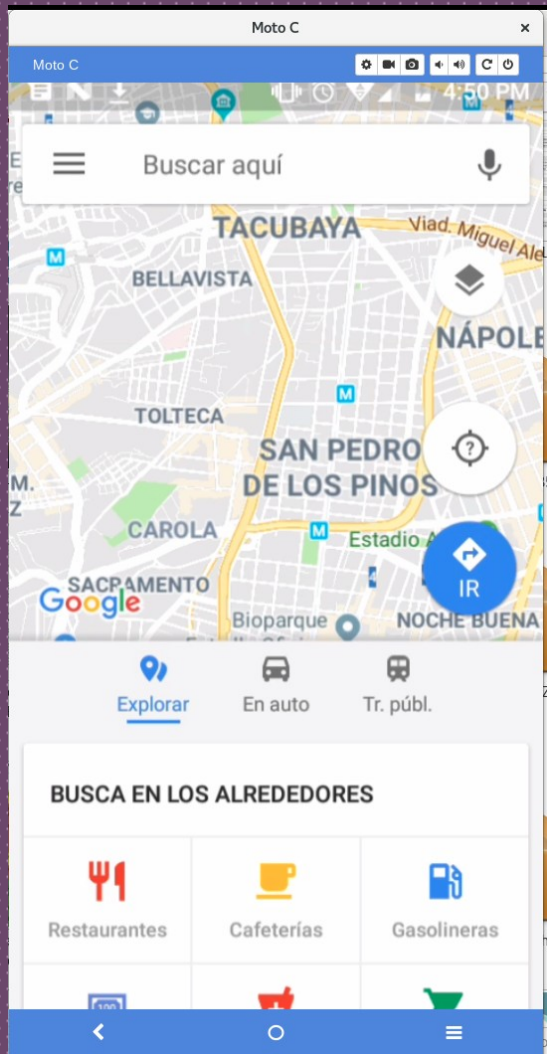 Moto C
Moto C
4:50 PM
Buscar aquí
TACUBAYA
Viad. Miguel Ale
M
BELLAVISTA
NÁPOLE
M
TOLTECA
SAN PEDRO
DE LOS PINOS
M.
Z
CAROLA
M
Estadio A
SACRAMENTO
Google
IR
Bioparque
NOCHE BUENA
Explorar
En auto
Tr. públ.
BUSCA EN LOS ALREDEDORES
Restaurantes
Cafeterías
Gasolineras
100